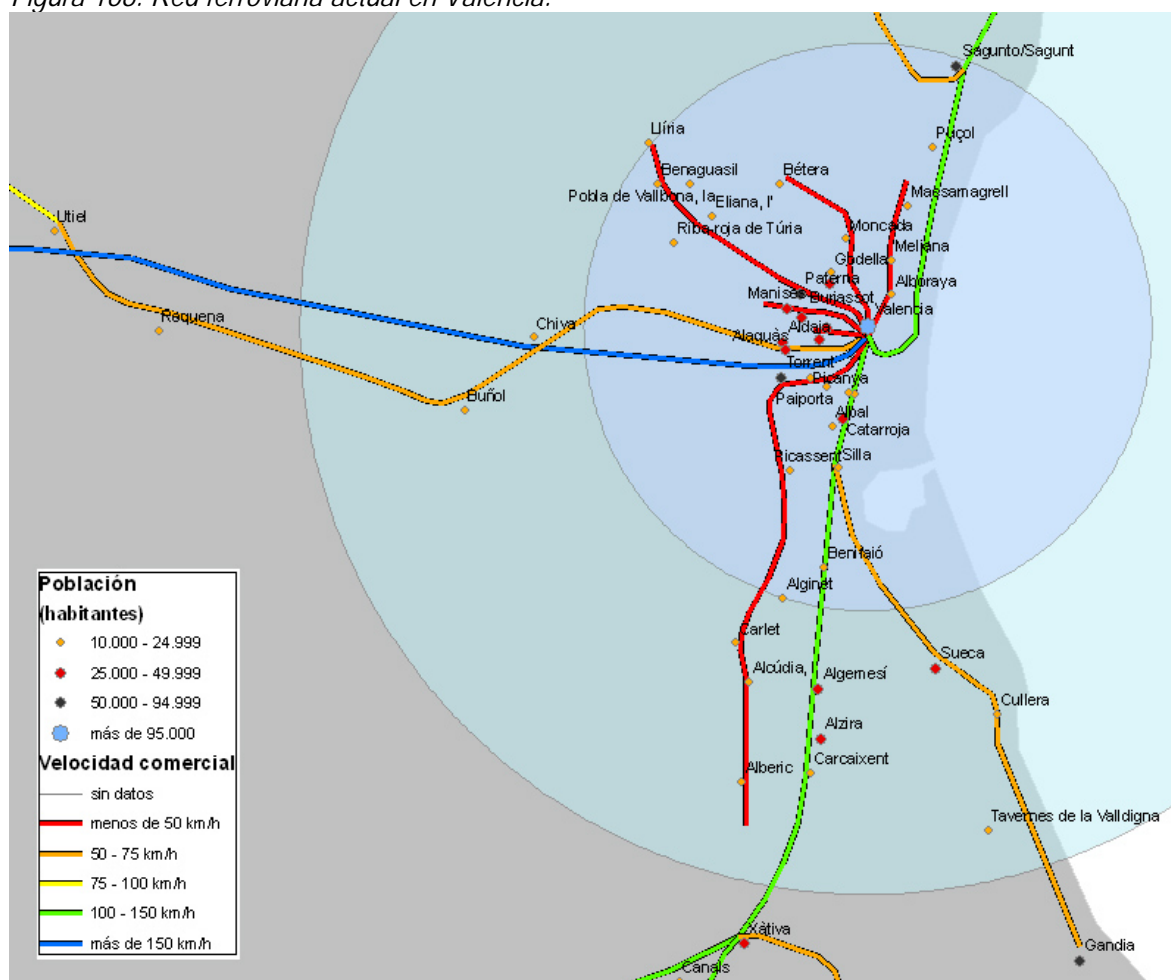 Figura 166. Red ferroviaria actual en Valencia.
Sagunto/Sagunt
Llíria
Puçol
Benaguasil
Bétera
Pobla de Vallbona, la
Eliana, l'
Massamagrell
Utiel
Riba-roja de Túria
Moncada
Meliana
Godella
Paterna
Alboraya
Manises
Burjassot
Valencia
Requena
Chiva
Aldaia
Alaquàs
Torrent
Picanya
Buñol
Paiporta
Alfal
Catarroja
Picassent
Silla
Benifaió
Alginet
Carlet
Sueca
Alcúdia,
Algemesí
Cullera
Alzira
Alberic
Carcaixent
Tavernes de la Valldigna
Xàtiva
Gandia
Canals
Población
(habitantes)
10.000 - 24.999
25.000 - 49.999
50.000 - 94.999
más de 95.000
Velocidad comercial
sin datos
menos de 50 km/h
50 - 75 km/h
75 - 100 km/h
100 - 150 km/h
más de 150 km/h